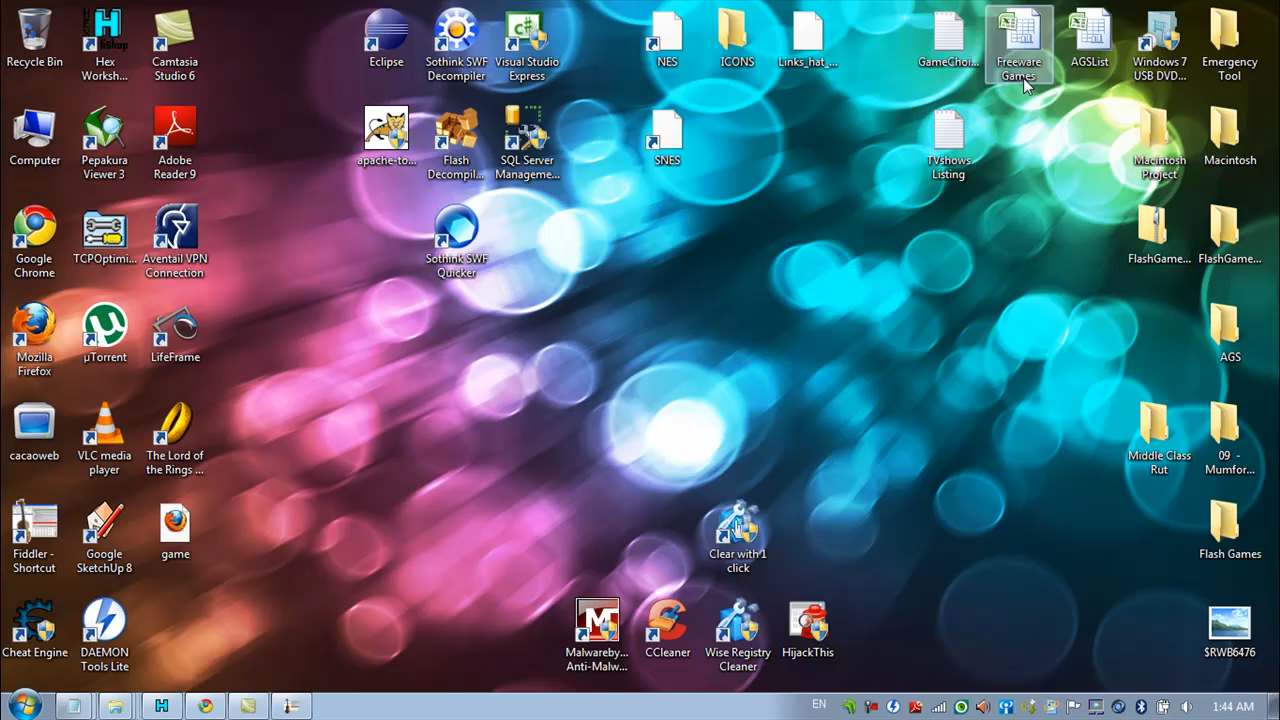 Recycle Bin
Hex
Worksh...
Camtasia
Studio 6
Eclipse
Sothink SWF
Decompiler
Visual Studio
Express
NES
ICONS
Links_hat_...
GameChoi...
Freeware
Games
AGSList
Windows 7
USB DVD...
Emergency
Tool
Computer
Pepakura
Viewer 3
Adobe
Reader 9
apache-to...
Flash
Decompil...
SQL Server
Manageme...
SNES
TVshows
Listing
Macintosh
Project
Macintosh
Google
Chrome
TCPOptimi...
Aventail VPN
Connection
Sothink SWF
Quicker
FlashGame...
FlashGame...
Mozilla
Firefox
µTorrent
LifeFrame
AGS
cacaoweb
VLC media
player
The Lord of
the Rings ...
Middle Class
Rut
09 -
Mumfor...
Fiddler -
Shortcut
Google
SketchUp 8
game
Clear with 1
click
Flash Games
Cheat Engine
DAEMON
Tools Lite
Malwareby...
Anti-Malw...
CCleaner
Wise Registry
Cleaner
HijackThis
$RWB6476
EN
1:44 AM